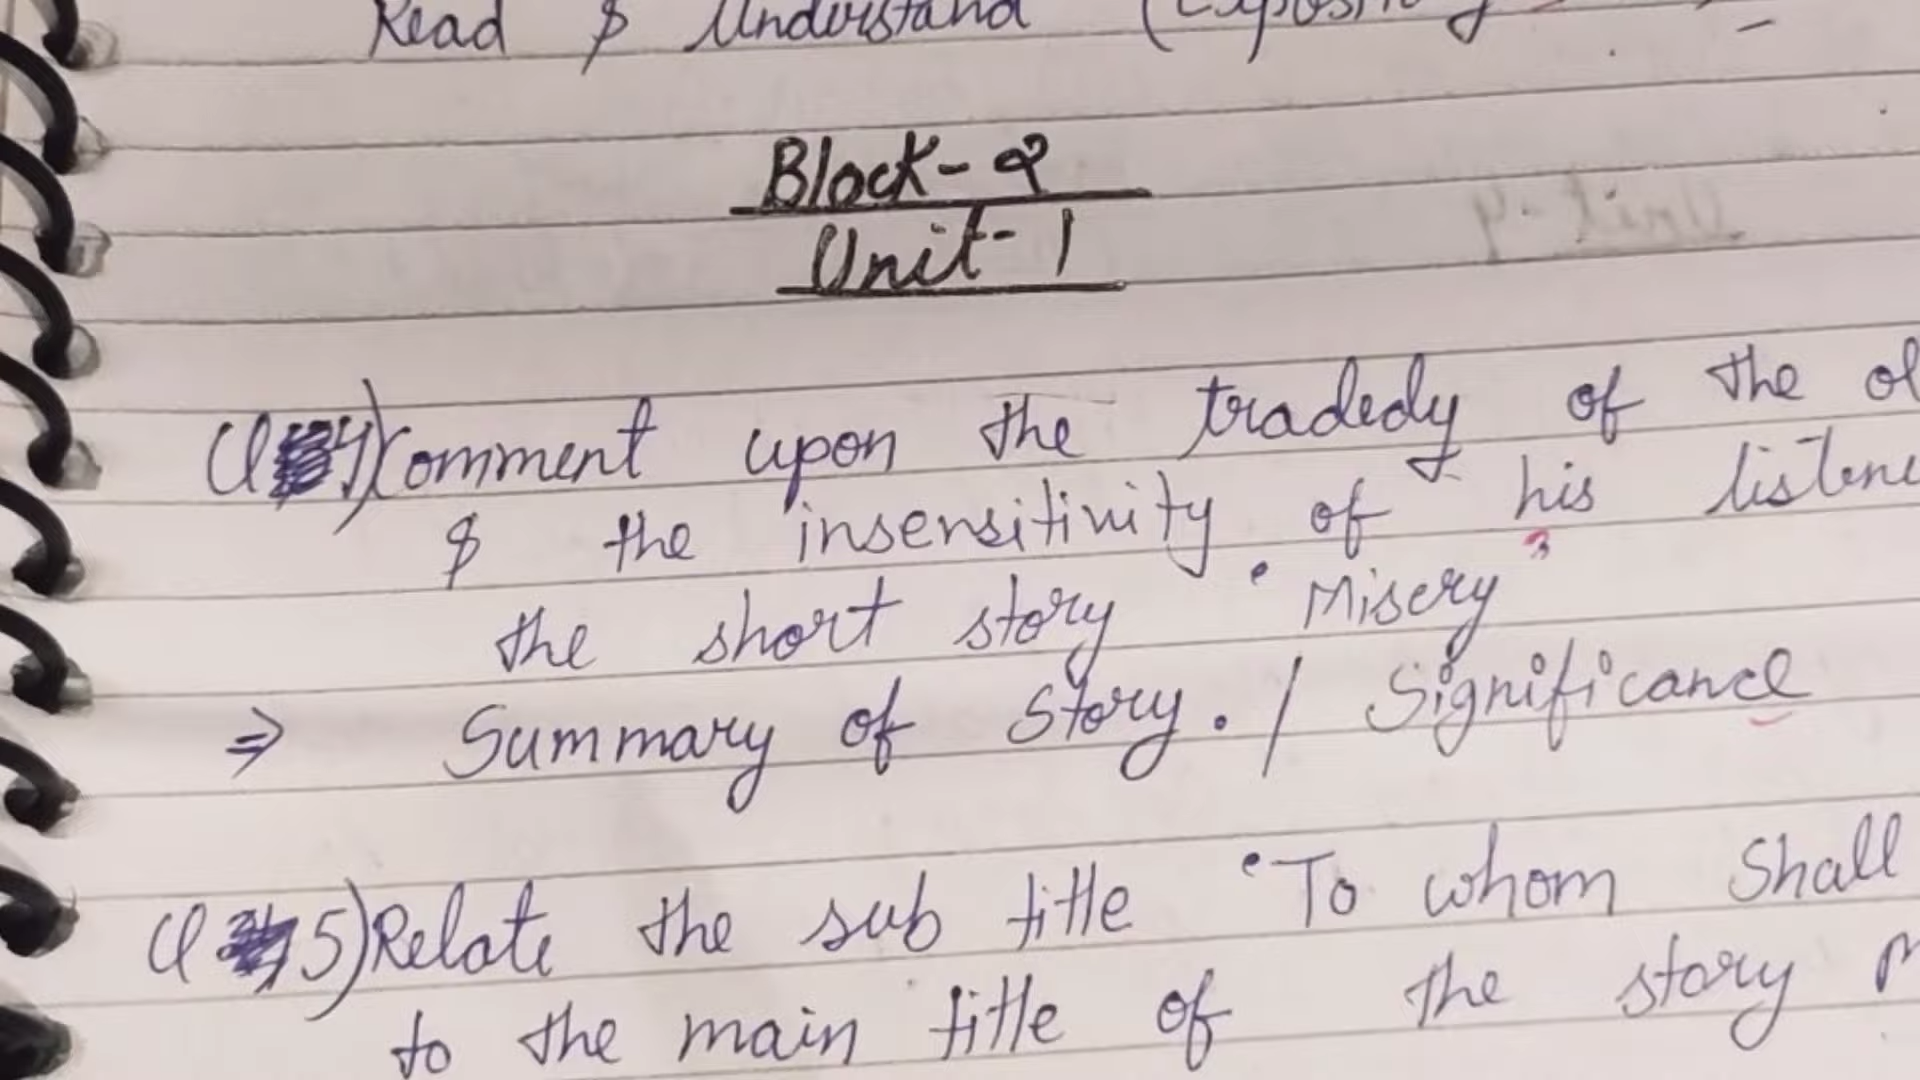 Read & Understand
Block-2
Unit-1
Q4) Comment upon the tradedy of the
& the insensitivity of his
the short story "Misery"
⇒ Summary of Story. / Significance
Q5) Relate the sub title "To whom Shall
to the main title of the story